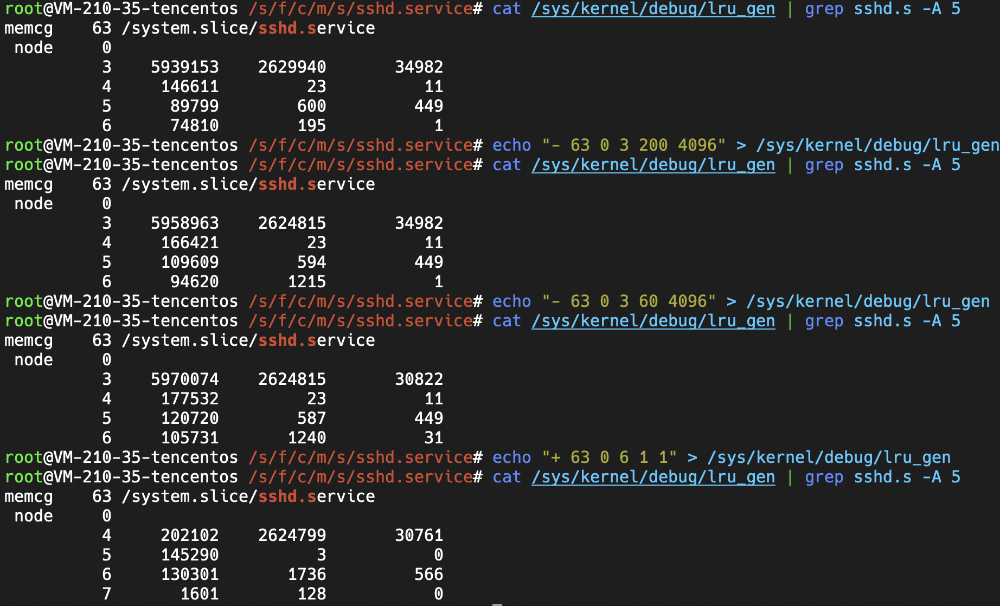 root@VM-210-35-tencentos /s/f/c/m/s/sshd.service# cat /sys/kernel/debug/lru_gen | grep sshd.s -A 5
memcg    63 /system.slice/sshd.service
 node     0
          3    5939153    2629940       34982
          4     146611         23          11
          5      89799        600         449
          6      74810        195           1
root@VM-210-35-tencentos /s/f/c/m/s/sshd.service# echo "- 63 0 3 200 4096" > /sys/kernel/debug/lru_gen
root@VM-210-35-tencentos /s/f/c/m/s/sshd.service# cat /sys/kernel/debug/lru_gen | grep sshd.s -A 5
memcg    63 /system.slice/sshd.service
 node     0
          3    5958963    2624815       34982
          4     166421         23          11
          5     109609        594         449
          6      94620       1215           1
root@VM-210-35-tencentos /s/f/c/m/s/sshd.service# echo "- 63 0 3 60 4096" > /sys/kernel/debug/lru_gen
root@VM-210-35-tencentos /s/f/c/m/s/sshd.service# cat /sys/kernel/debug/lru_gen | grep sshd.s -A 5
memcg    63 /system.slice/sshd.service
 node     0
          3    5970074    2624815       30822
          4     177532         23          11
          5     120720        587         449
          6     105731       1240          31
root@VM-210-35-tencentos /s/f/c/m/s/sshd.service# echo "+ 63 0 6 1 1" > /sys/kernel/debug/lru_gen
root@VM-210-35-tencentos /s/f/c/m/s/sshd.service# cat /sys/kernel/debug/lru_gen | grep sshd.s -A 5
memcg    63 /system.slice/sshd.service
 node     0
          4     202102    2624799       30761
          5     145290          3           0
          6     130301       1736         566
          7       1601        128           0